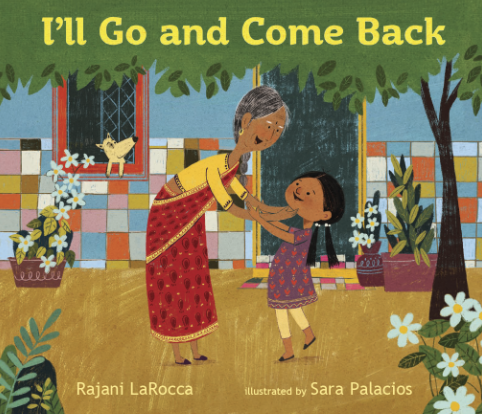 I'll Go and Come Back
Rajani LaRocca
illustrated by Sara Palacios